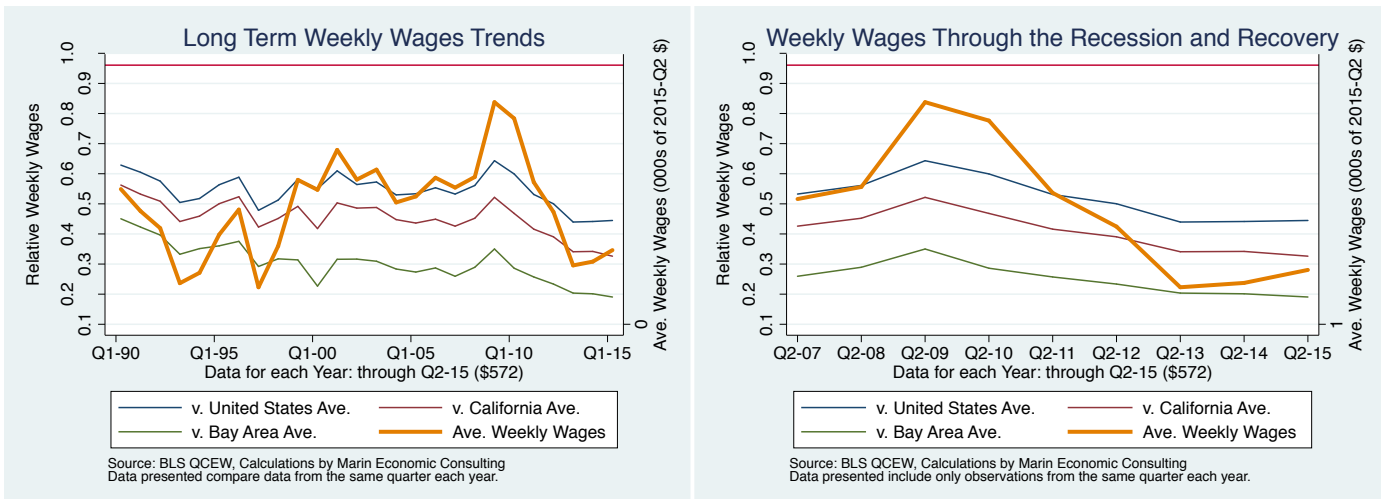 Long Term Weekly Wages Trends
Relative Weekly Wages
1.0
0.9
0.8
0.7
0.6
0.5
0.4
0.3
0.2
0.1
Ave. Weekly Wages (000s of 2015-Q2 $)
0
Q1-90 Q1-95 Q1-00 Q1-05 Q1-10 Q1-15
Data for each Year: through Q2-15 ($572)
v. United States Ave. v. California Ave.
v. Bay Area Ave. Ave. Weekly Wages
Source: BLS QCEW, Calculations by Marin Economic Consulting
Data presented compare data from the same quarter each year.
Weekly Wages Through the Recession and Recovery
Relative Weekly Wages
1.0
0.9
0.8
0.7
0.6
0.5
0.4
0.3
0.2
0.1
Ave. Weekly Wages (000s of 2015-Q2 $)
1
Q2-07 Q2-08 Q2-09 Q2-10 Q2-11 Q2-12 Q2-13 Q2-14 Q2-15
Data for each Year: through Q2-15 ($572)
v. United States Ave. v. California Ave.
v. Bay Area Ave. Ave. Weekly Wages
Source: BLS QCEW, Calculations by Marin Economic Consulting
Data presented include only observations from the same quarter each year.